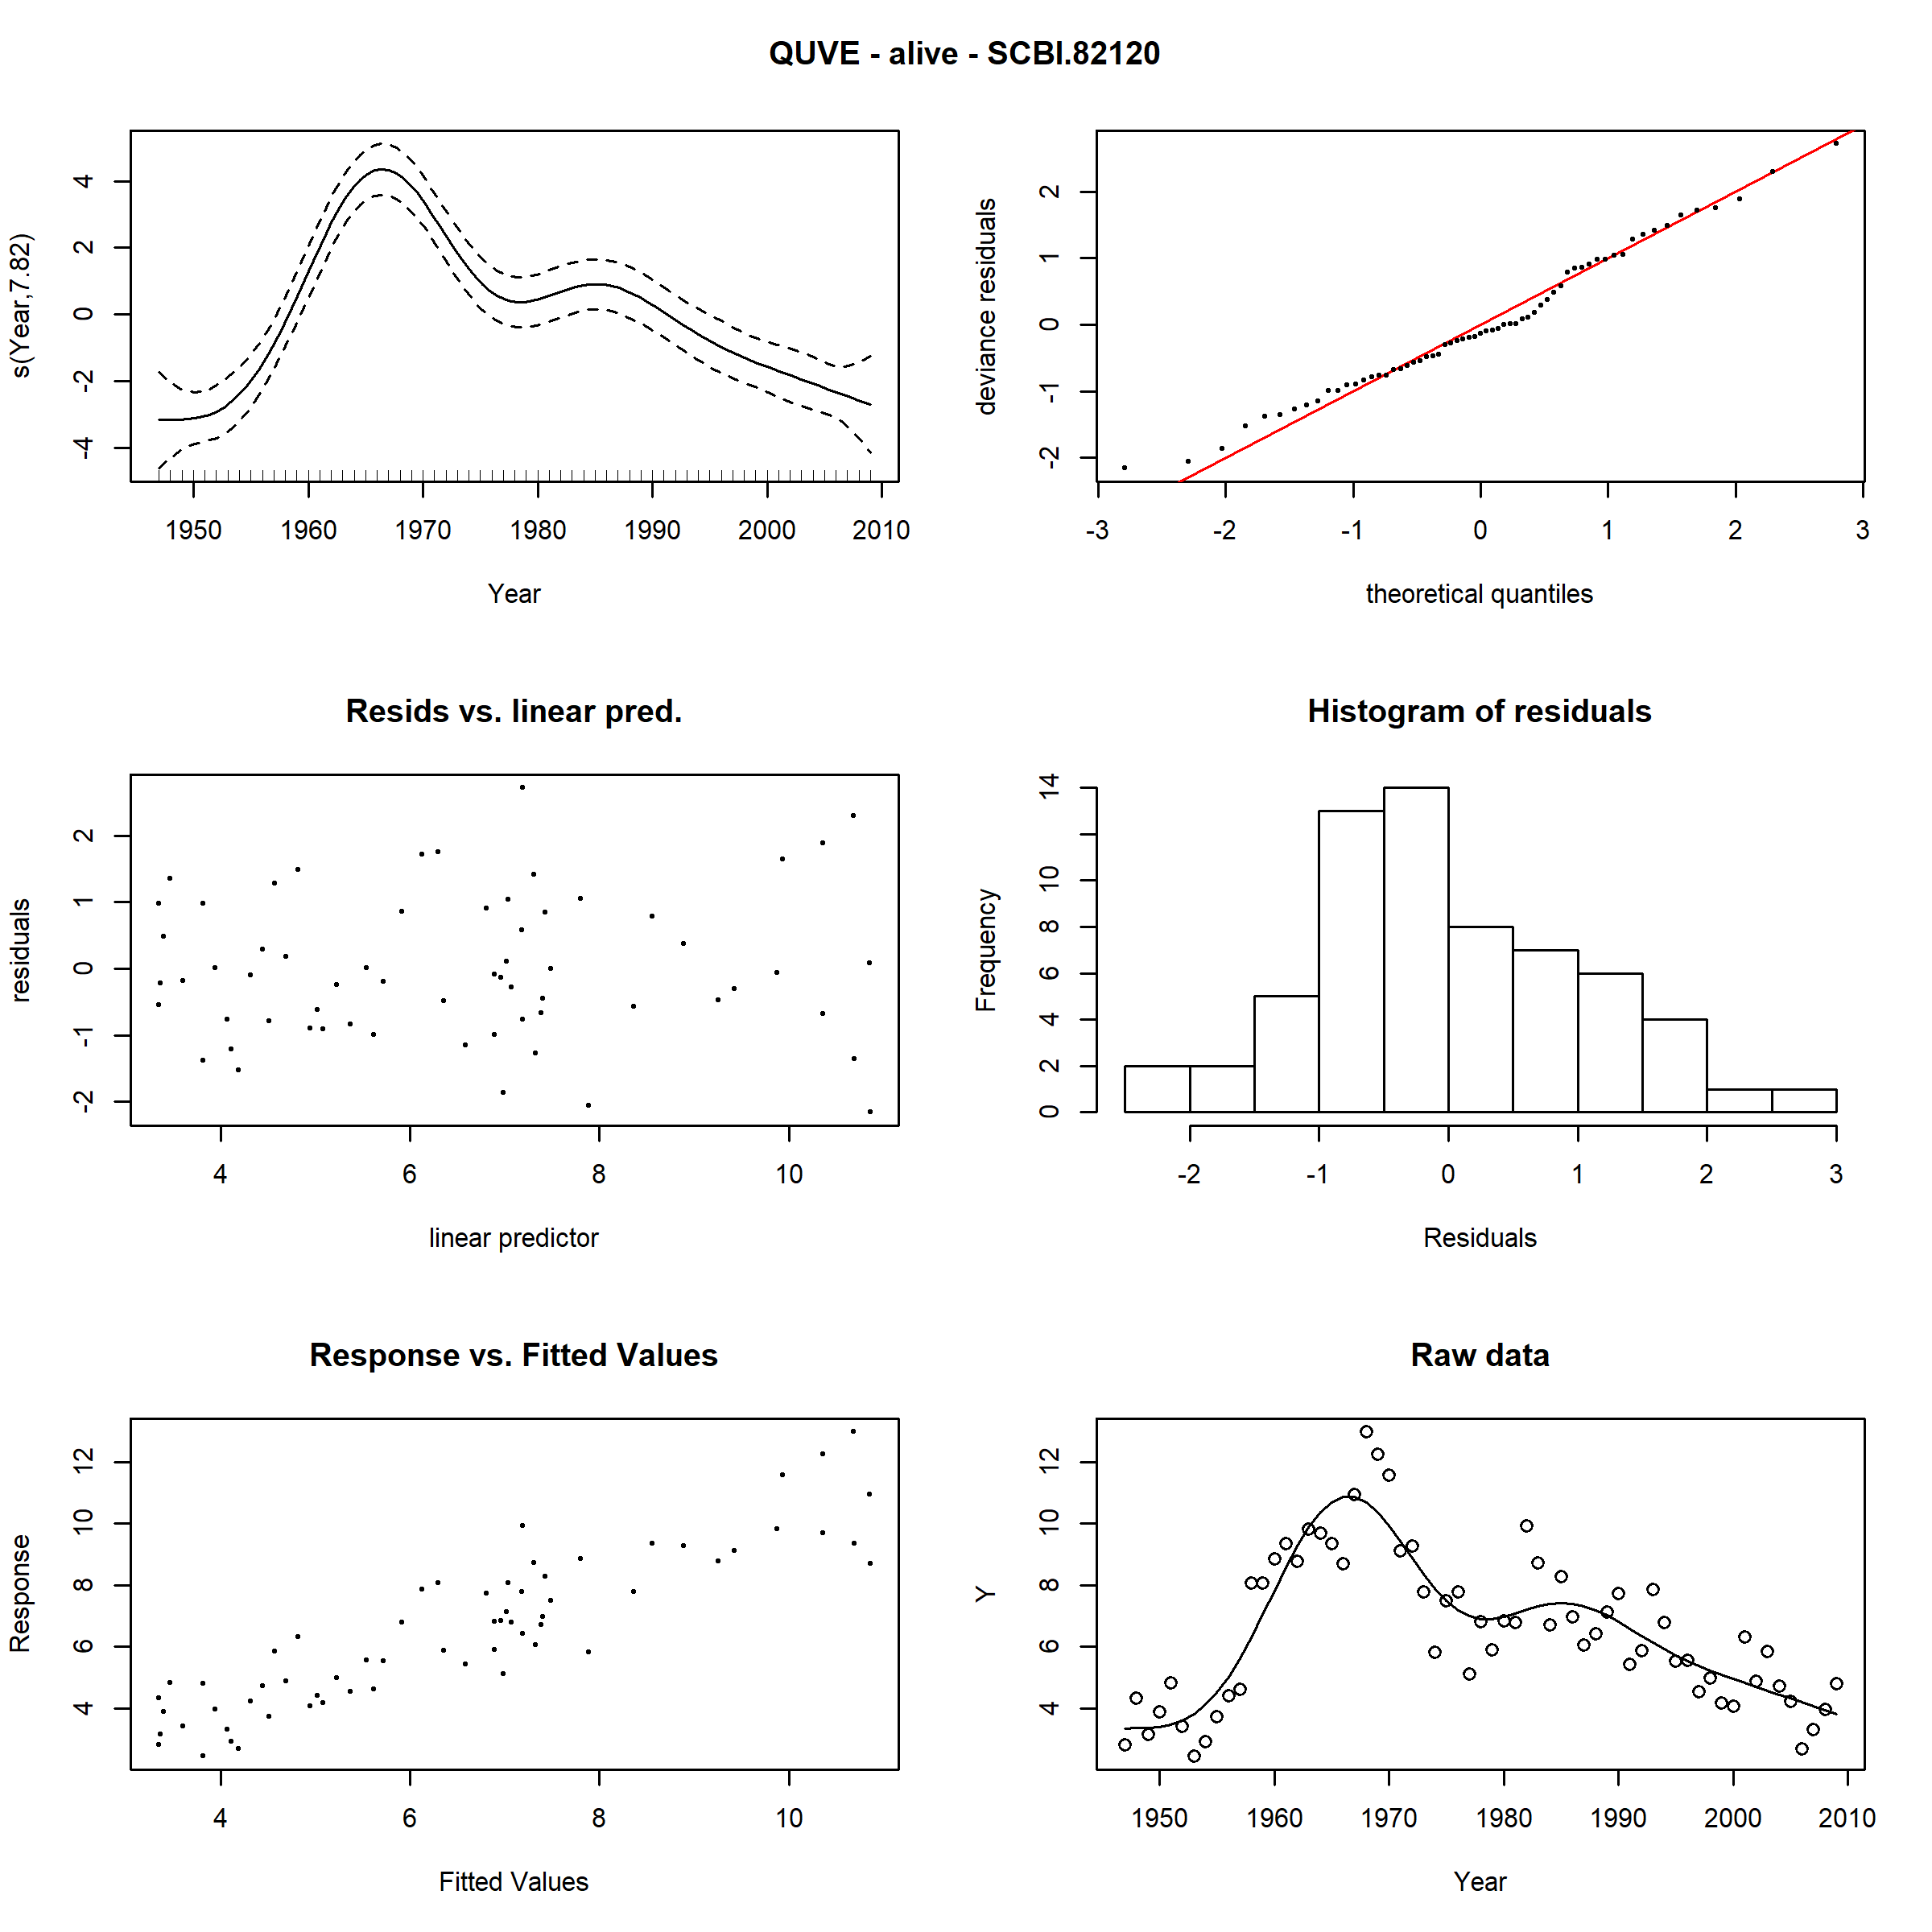 QUVE - alive - SCBI.82120
s(Year,7.82)
4
2
0
-2
-4
1950 1960 1970 1980 1990 2000 2010
Year
deviance residuals
2
1
0
-1
-2
-3 -2 -1 0 1 2 3
theoretical quantiles
Resids vs. linear pred.
residuals
2
1
0
-1
-2
4 6 8 10
linear predictor
Histogram of residuals
Frequency
14
10
8
6
4
2
0
-2 -1 0 1 2 3
Residuals
Response vs. Fitted Values
Response
12
10
8
6
4
4 6 8 10
Fitted Values
Raw data
Y
12
10
8
6
4
1950 1960 1970 1980 1990 2000 2010
Year